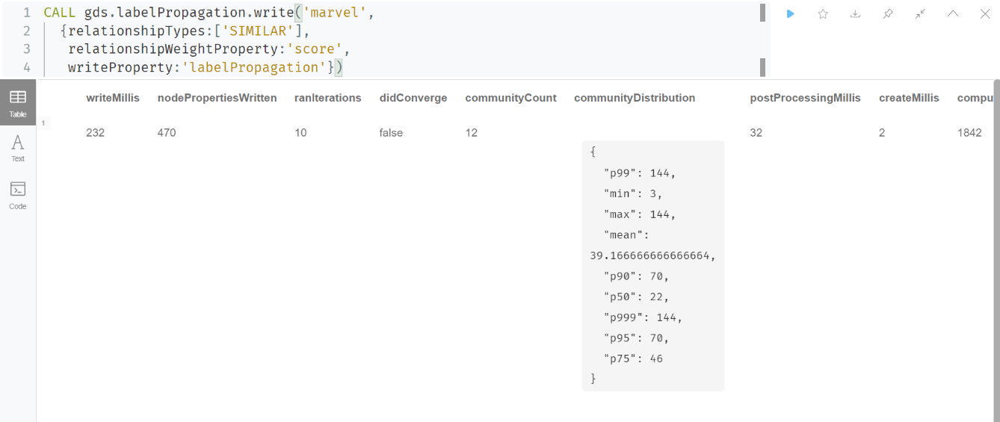 1 CALL gds.labelPropagation.write('marvel',
2 {relationshipTypes:['SIMILAR'],
3 relationshipWeightProperty:'score',
4 writeProperty:'labelPropagation'})
Table
Text
Code
writeMillis nodePropertiesWritten ranIterations didConverge communityCount communityDistribution postProcessingMillis createMillis compu
1
232 470 10 false 12 32 2 1842
{
"p99": 144,
"min": 3,
"max": 144,
"mean":
39.166666666666664,
"p90": 70,
"p50": 22,
"p999": 144,
"p95": 70,
"p75": 46
}